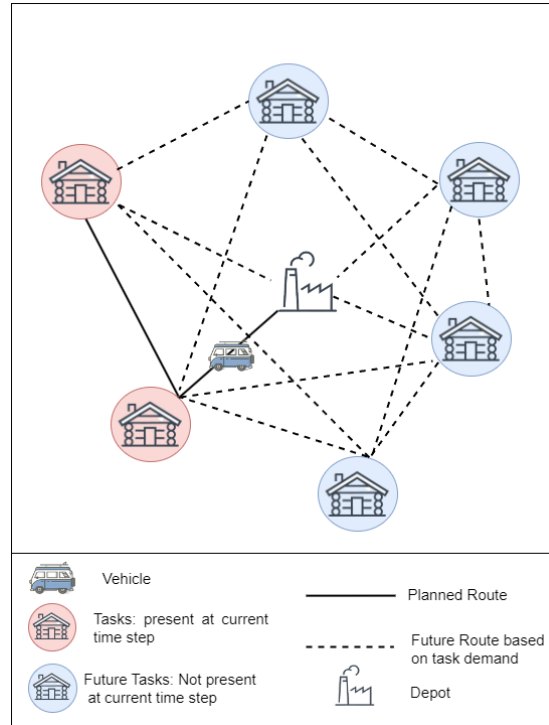 Vehicle
Tasks: present at current
time step
Future Tasks: Not present
at current time step
Planned Route
Future Route based
on task demand
Depot